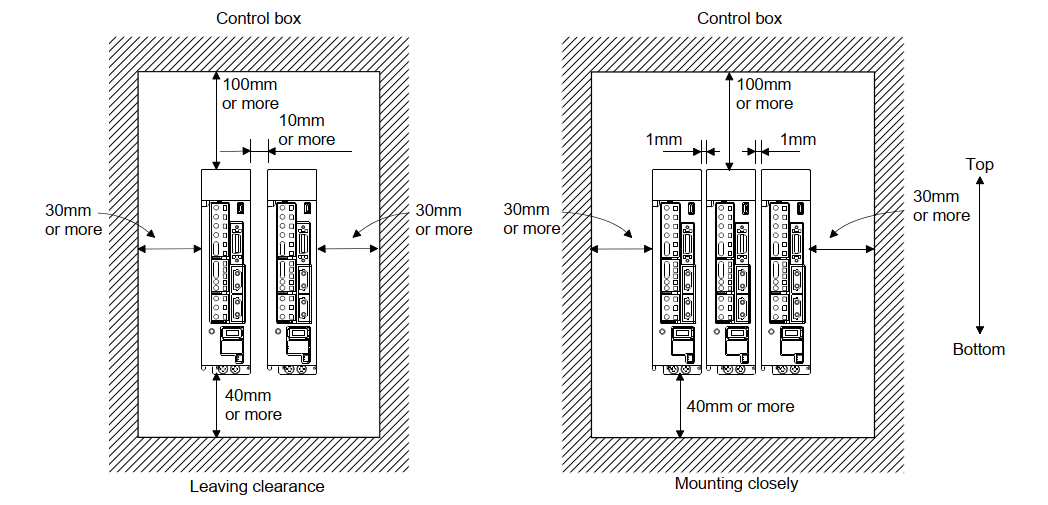 Control box
100mm
or more
10mm
or more
30mm
or more
30mm
or more
40mm
or more
Leaving clearance
Control box
100mm
or more
1mm
1mm
30mm
or more
30mm
or more
40mm or more
Mounting closely
Top
Bottom